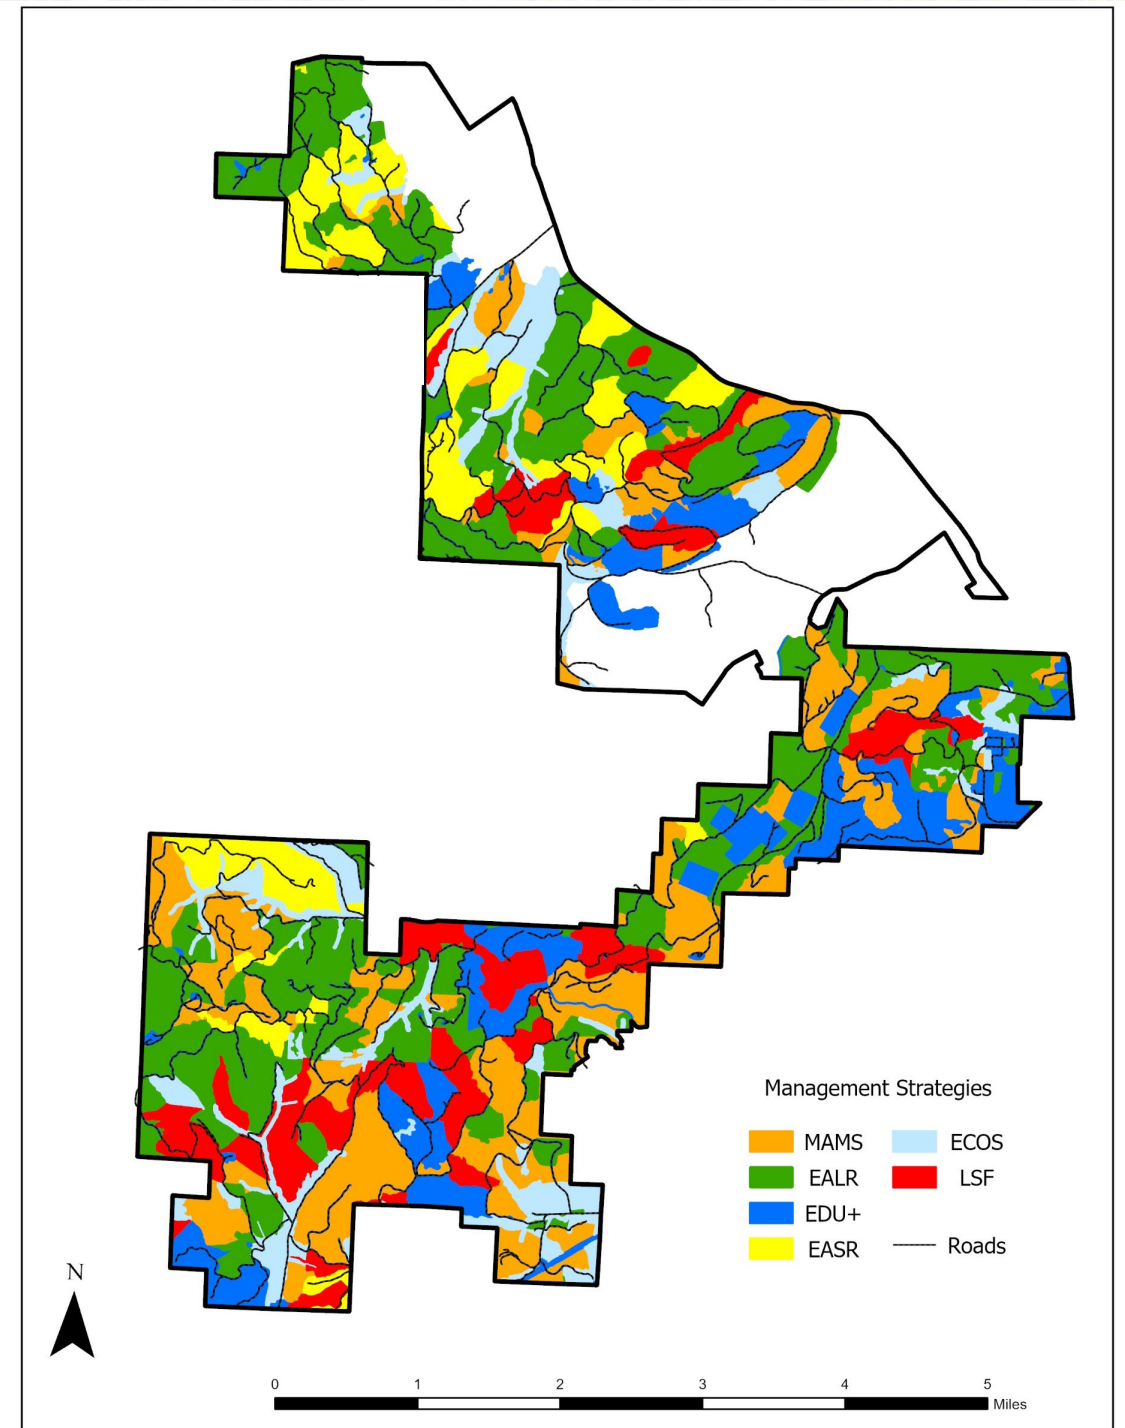 Management Strategies
MAMS
ECOS
EALR
LSF
EDU+
EASR
Roads
N
0 1 2 3 4 5
Miles